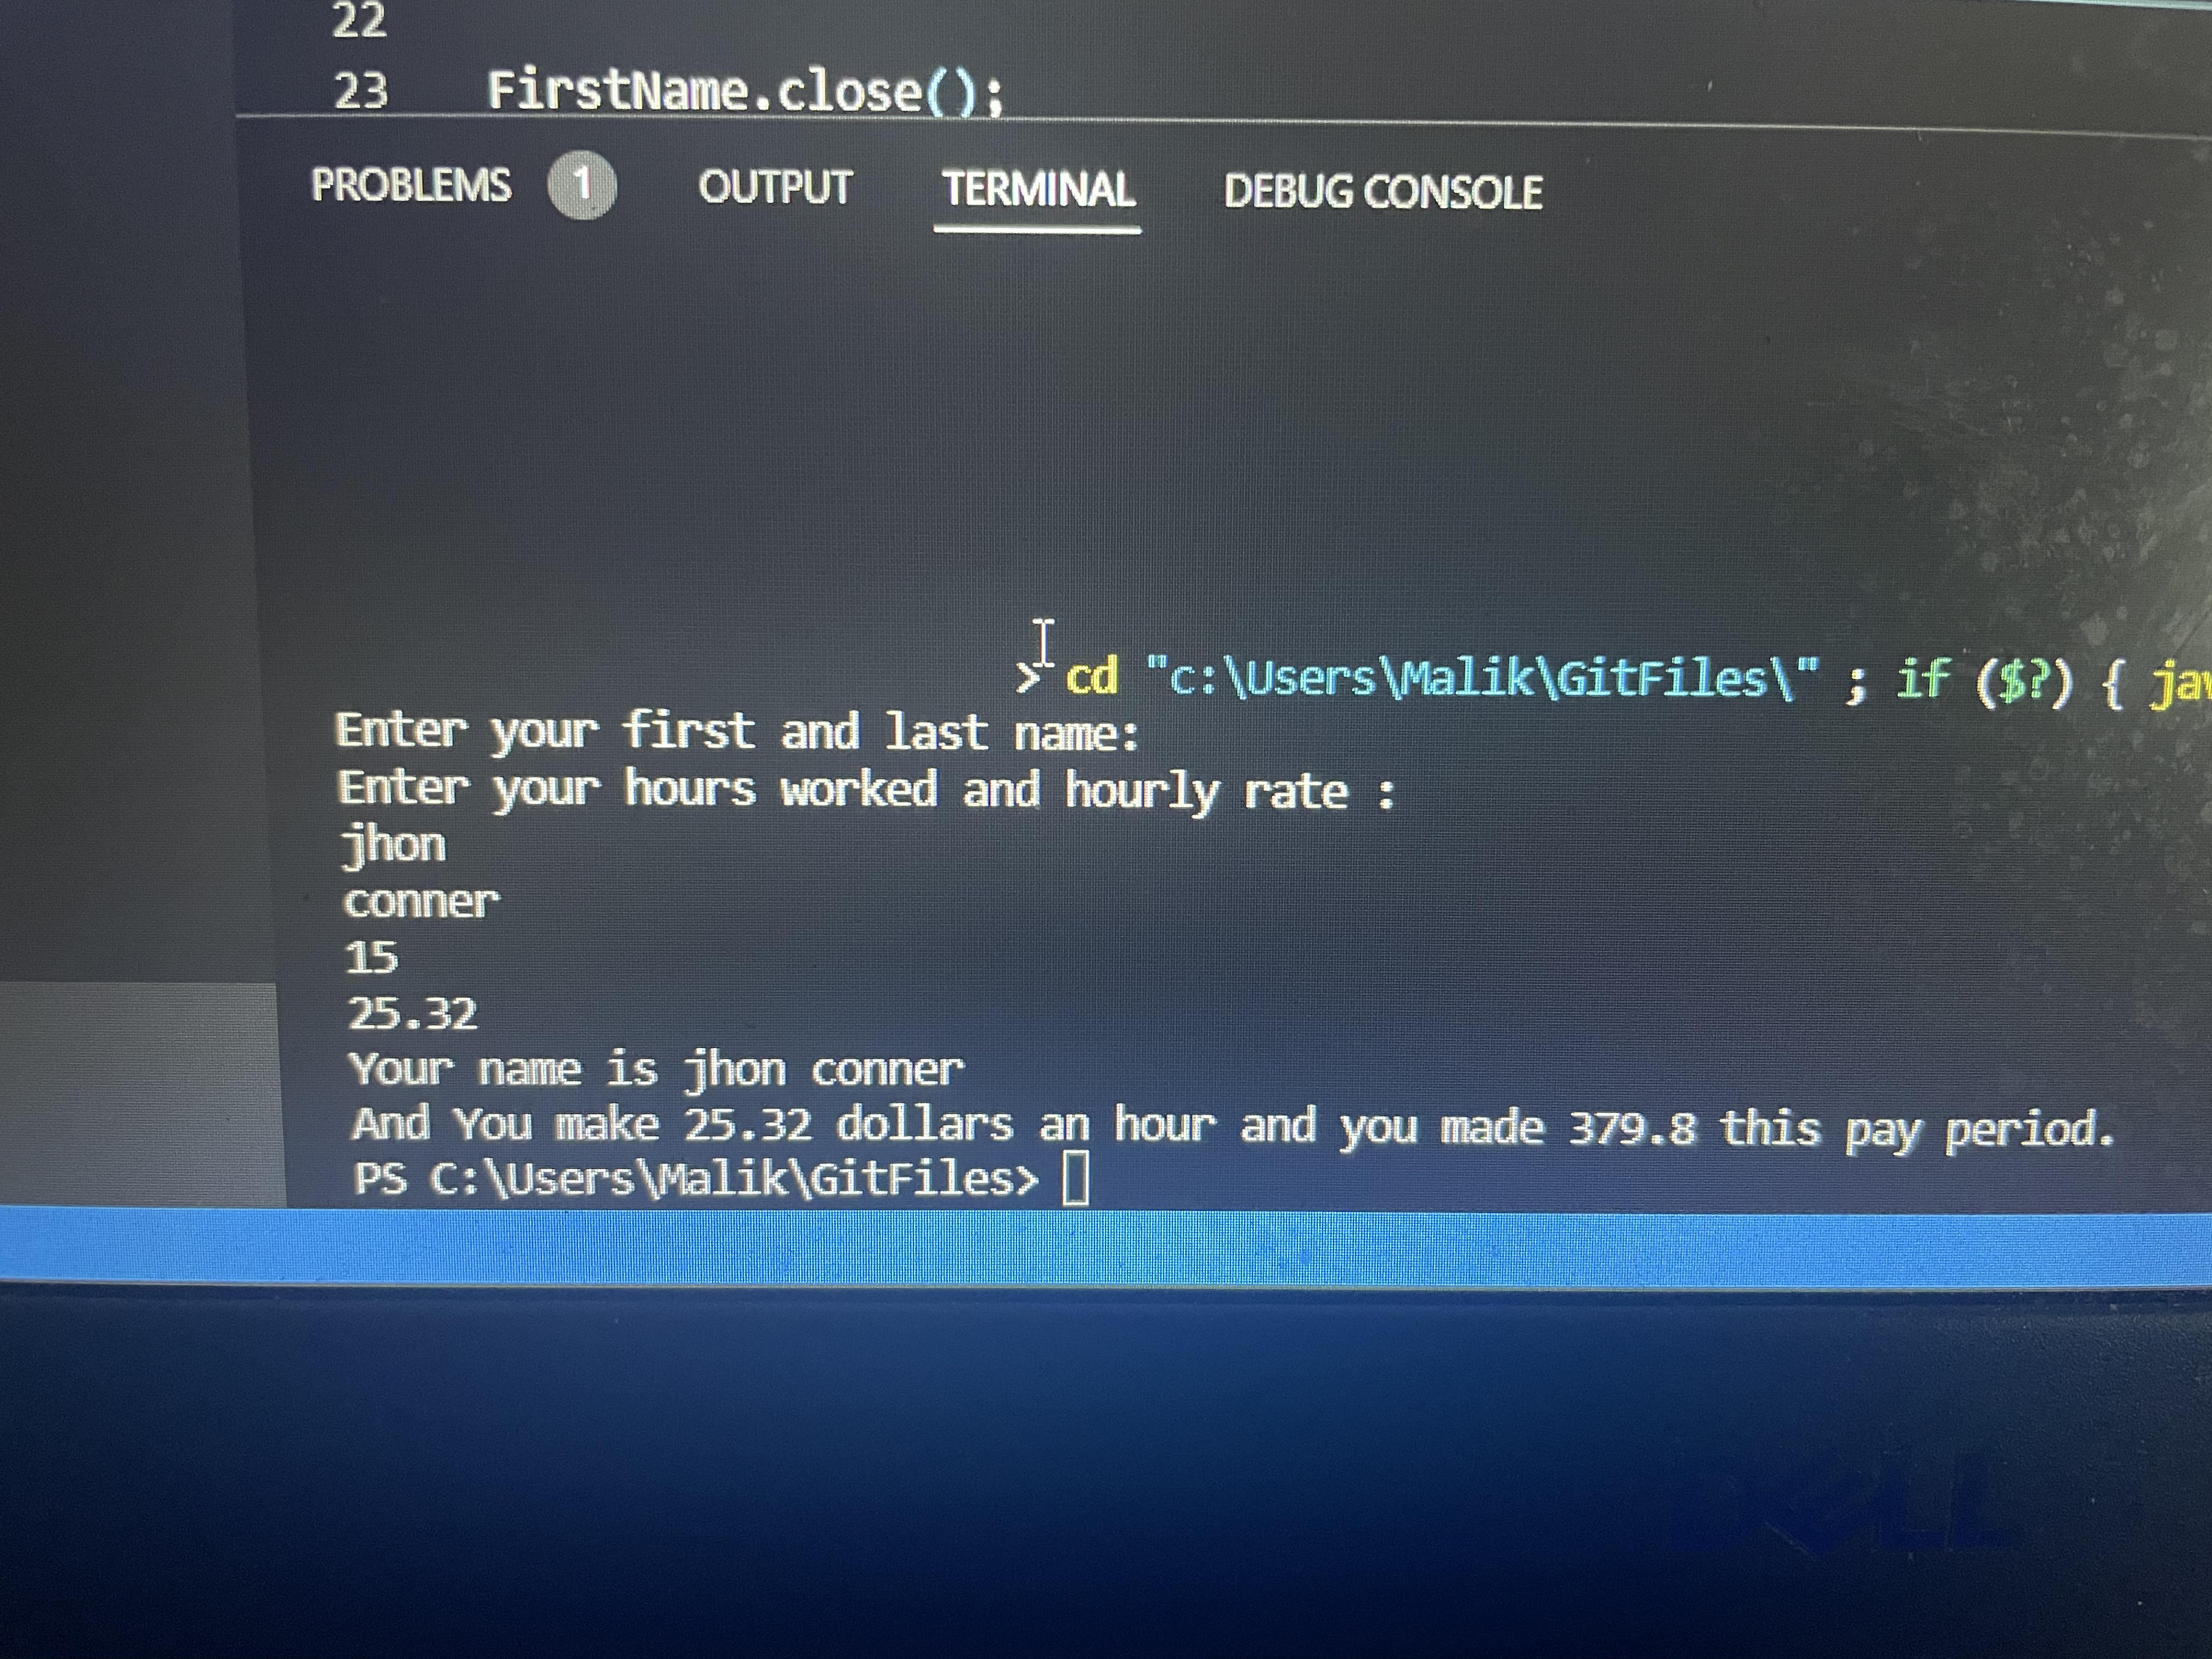 22
23 FirstName.close();
PROBLEMS 1 OUTPUT TERMINAL DEBUG CONSOLE
> cd "c:\Users\Malik\GitFiles\" ; if ($?) { jav
Enter your first and last name:
Enter your hours worked and hourly rate :
jhon
conner
15
25.32
Your name is jhon conner
And You make 25.32 dollars an hour and you made 379.8 this pay period.
PS C:\Users\Malik\GitFiles>
DELL